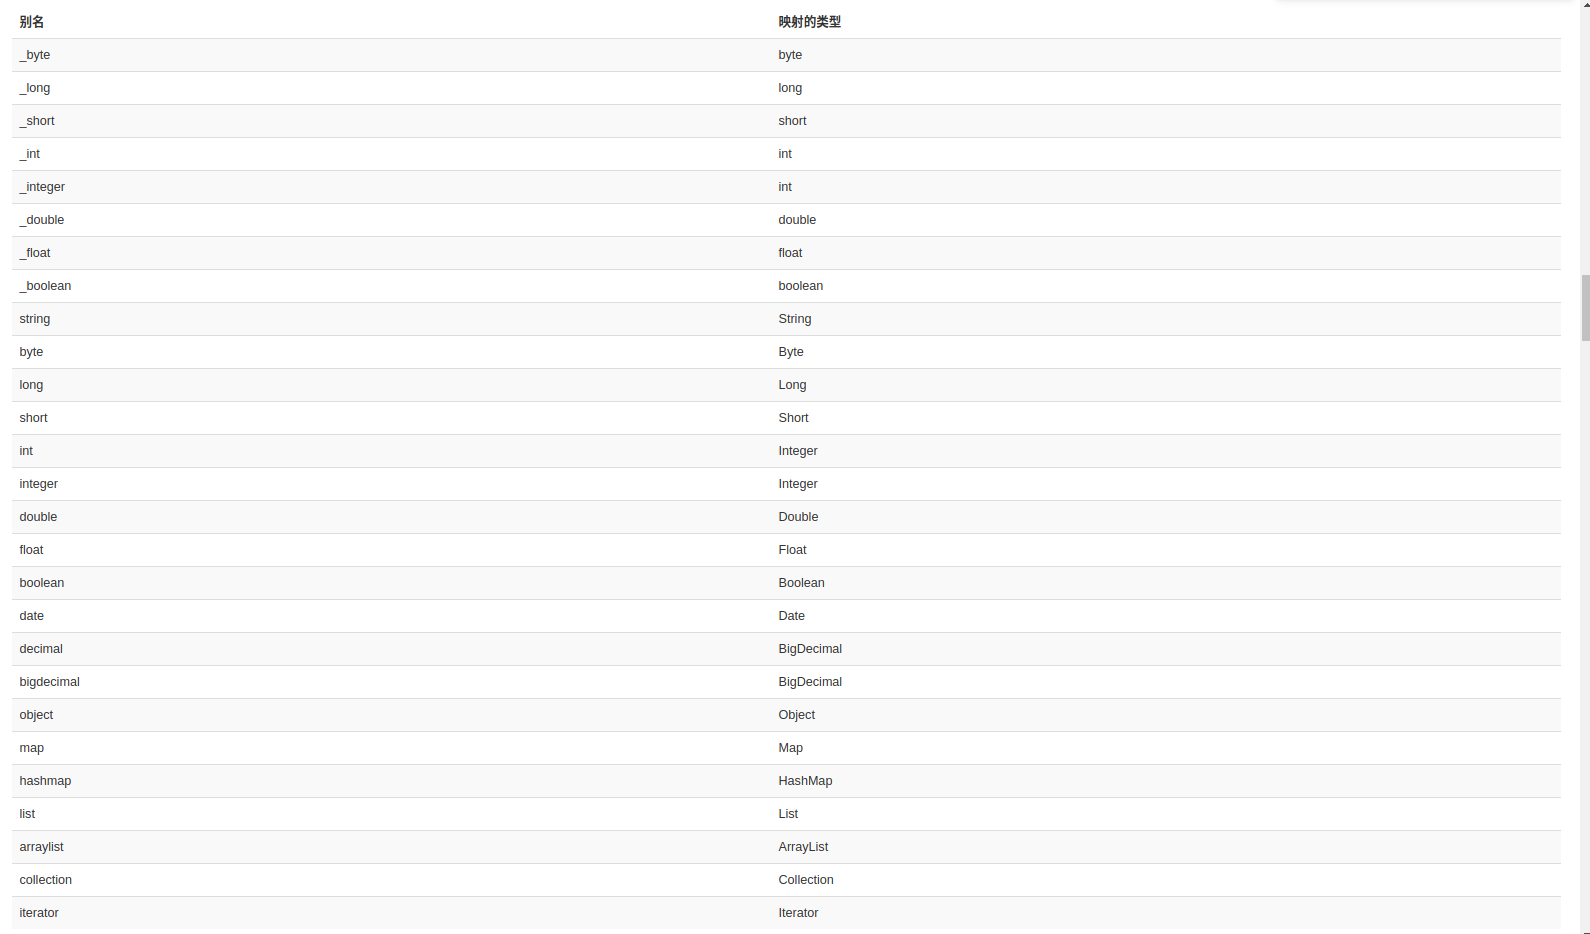 别名 映射的类型
_byte byte
_long long
_short short
_int int
_integer int
_double double
_float float
_boolean boolean
string String
byte Byte
long Long
short Short
int Integer
integer Integer
double Double
float Float
boolean Boolean
date Date
decimal BigDecimal
bigdecimal BigDecimal
object Object
map Map
hashmap HashMap
list List
arraylist ArrayList
collection Collection
iterator Iterator